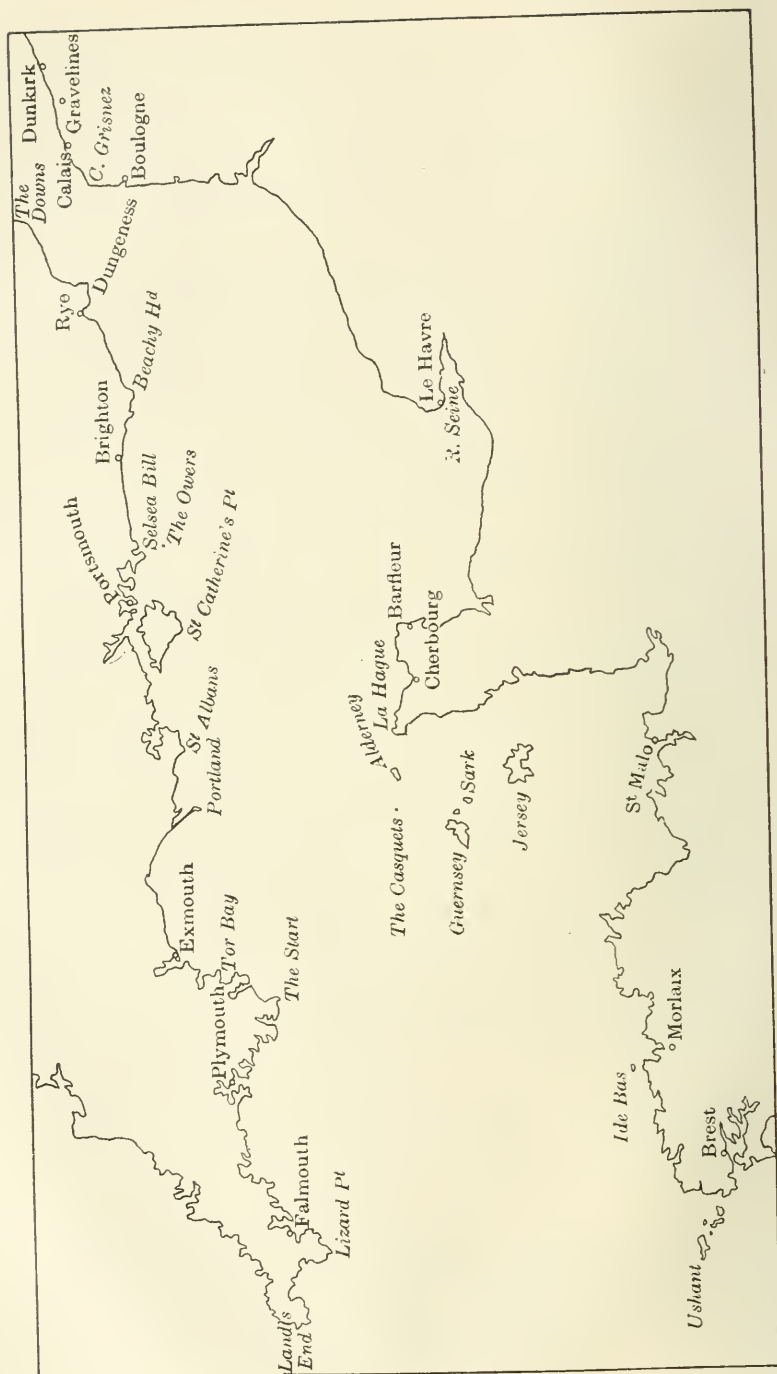 The
Downs
Dunkirk
Calais
Gravelines
C. Grisnez
Boulogne
Rye
Dungeness
Beachy Hd
Brighton
Portsmouth
Selsea Bill
The Owers
St Catherine's Pt
St Albans
Portland
Exmouth
Tor Bay
Plymouth
The Start
Falmouth
Lizard Pt
Land's
End
Le Havre
R. Seine
Barfleur
Cherbourg
La Hague
Alderney
The Casquets
Guernsey
Sark
Jersey
St Malo
Morlaix
Ide Bas
Brest
Ushant